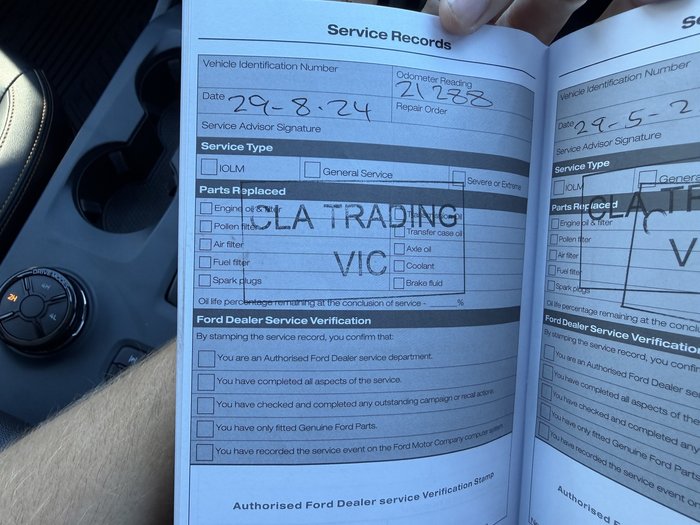 Service Records
Vehicle Identification Number
Odometer Reading
21288
Date 29-8-24
Repair Order
Service Advisor Signature
Service Type
IOLM
General Service
Severe or Extreme
Parts Replaced
Engine oil & filter
Pollen filter
Transfer case oil
Air filter
Axle oil
Fuel filter
Coolant
Spark plugs
Brake fluid
CLA TRADING
VIC
Oil life percentage remaining at the conclusion of service - %
Ford Dealer Service Verification
By stamping the service record, you confirm that:
You are an Authorised Ford Dealer service department.
You have completed all aspects of the service.
You have checked and completed any outstanding campaign or recall actions.
You have only fitted Genuine Ford Parts.
You have recorded the service event on the Ford Motor Company computer system.
Authorised Ford Dealer service Verification Stamp
Vehicle Identification Number
Date 29-5-2
Service Advisor Signature
Service Type
IOLM
Genera
Parts Replaced
Engine oil & filter
Pollen filter
Air filter
Fuel filter
Spark plugs
CLA TR
V
Oil life percentage remaining at the conclu
Ford Dealer Service Verification
By stamping the service record, you confirm
You are an Authorised Ford Dealer se
You have completed all aspects of the
You have checked and completed any
You have only fitted Genuine Ford Parts
You have recorded the service event on
Authorised Ford
DRIVE MODES
2H
4H
4L